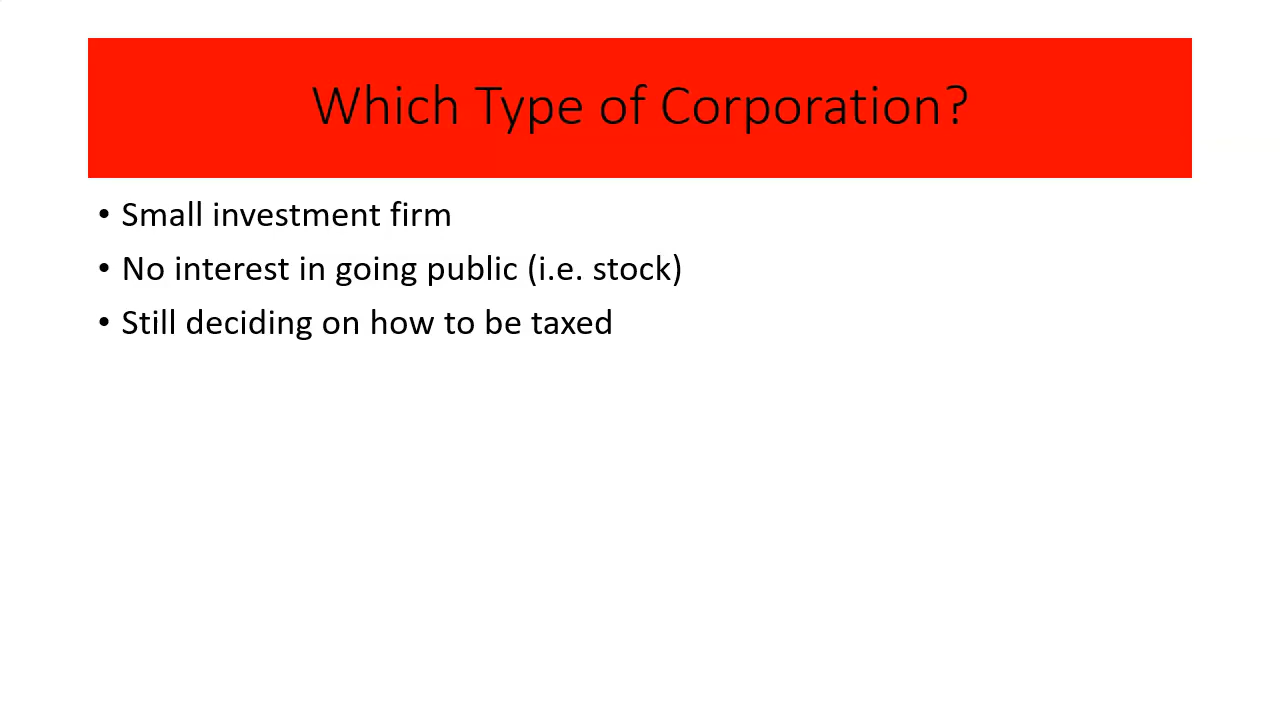 Which Type of Corporation?
• Small investment firm
• No interest in going public (i.e. stock)
• Still deciding on how to be taxed